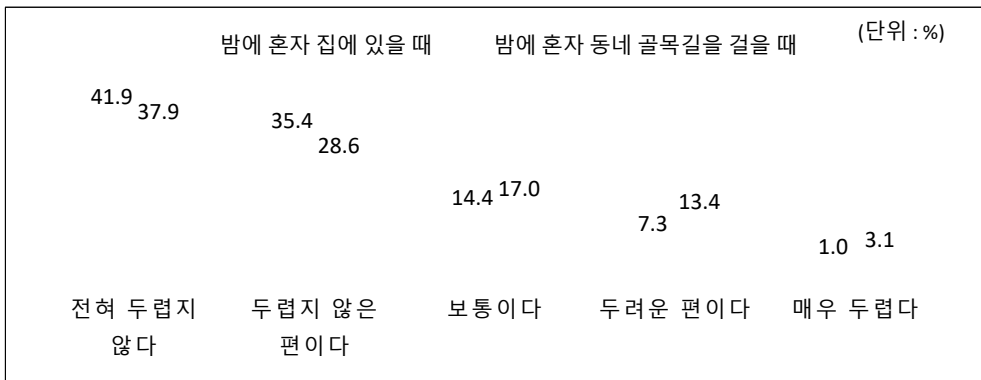 (단위 : %)
밤에 혼자 집에 있을 때 밤에 혼자 동네 골목길을 걸을 때
41.9 37.9 35.4 28.6 14.4 17.0 7.3 13.4 1.0 3.1
전혀 두렵지 두렵지 않은 보통이다 두려운 편이다 매우 두렵다
않다 편이다